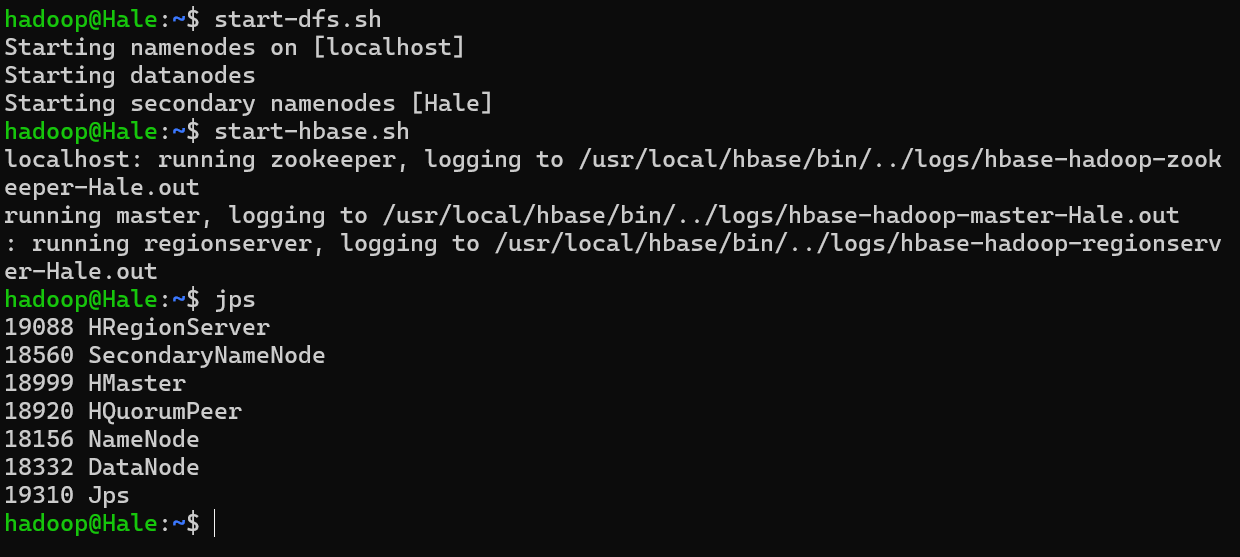 hadoop@Hale:~$ start-dfs.sh
Starting namenodes on [localhost]
Starting datanodes
Starting secondary namenodes [Hale]
hadoop@Hale:~$ start-hbase.sh
localhost: running zookeeper, logging to /usr/local/hbase/bin/../logs/hbase-hadoop-zook
eeper-Hale.out
running master, logging to /usr/local/hbase/bin/../logs/hbase-hadoop-master-Hale.out
: running regionserver, logging to /usr/local/hbase/bin/../logs/hbase-hadoop-regionserv
er-Hale.out
hadoop@Hale:~$ jps
19088 HRegionServer
18560 SecondaryNameNode
18999 HMaster
18920 HQuorumPeer
18156 NameNode
18332 DataNode
19310 Jps
hadoop@Hale:~$